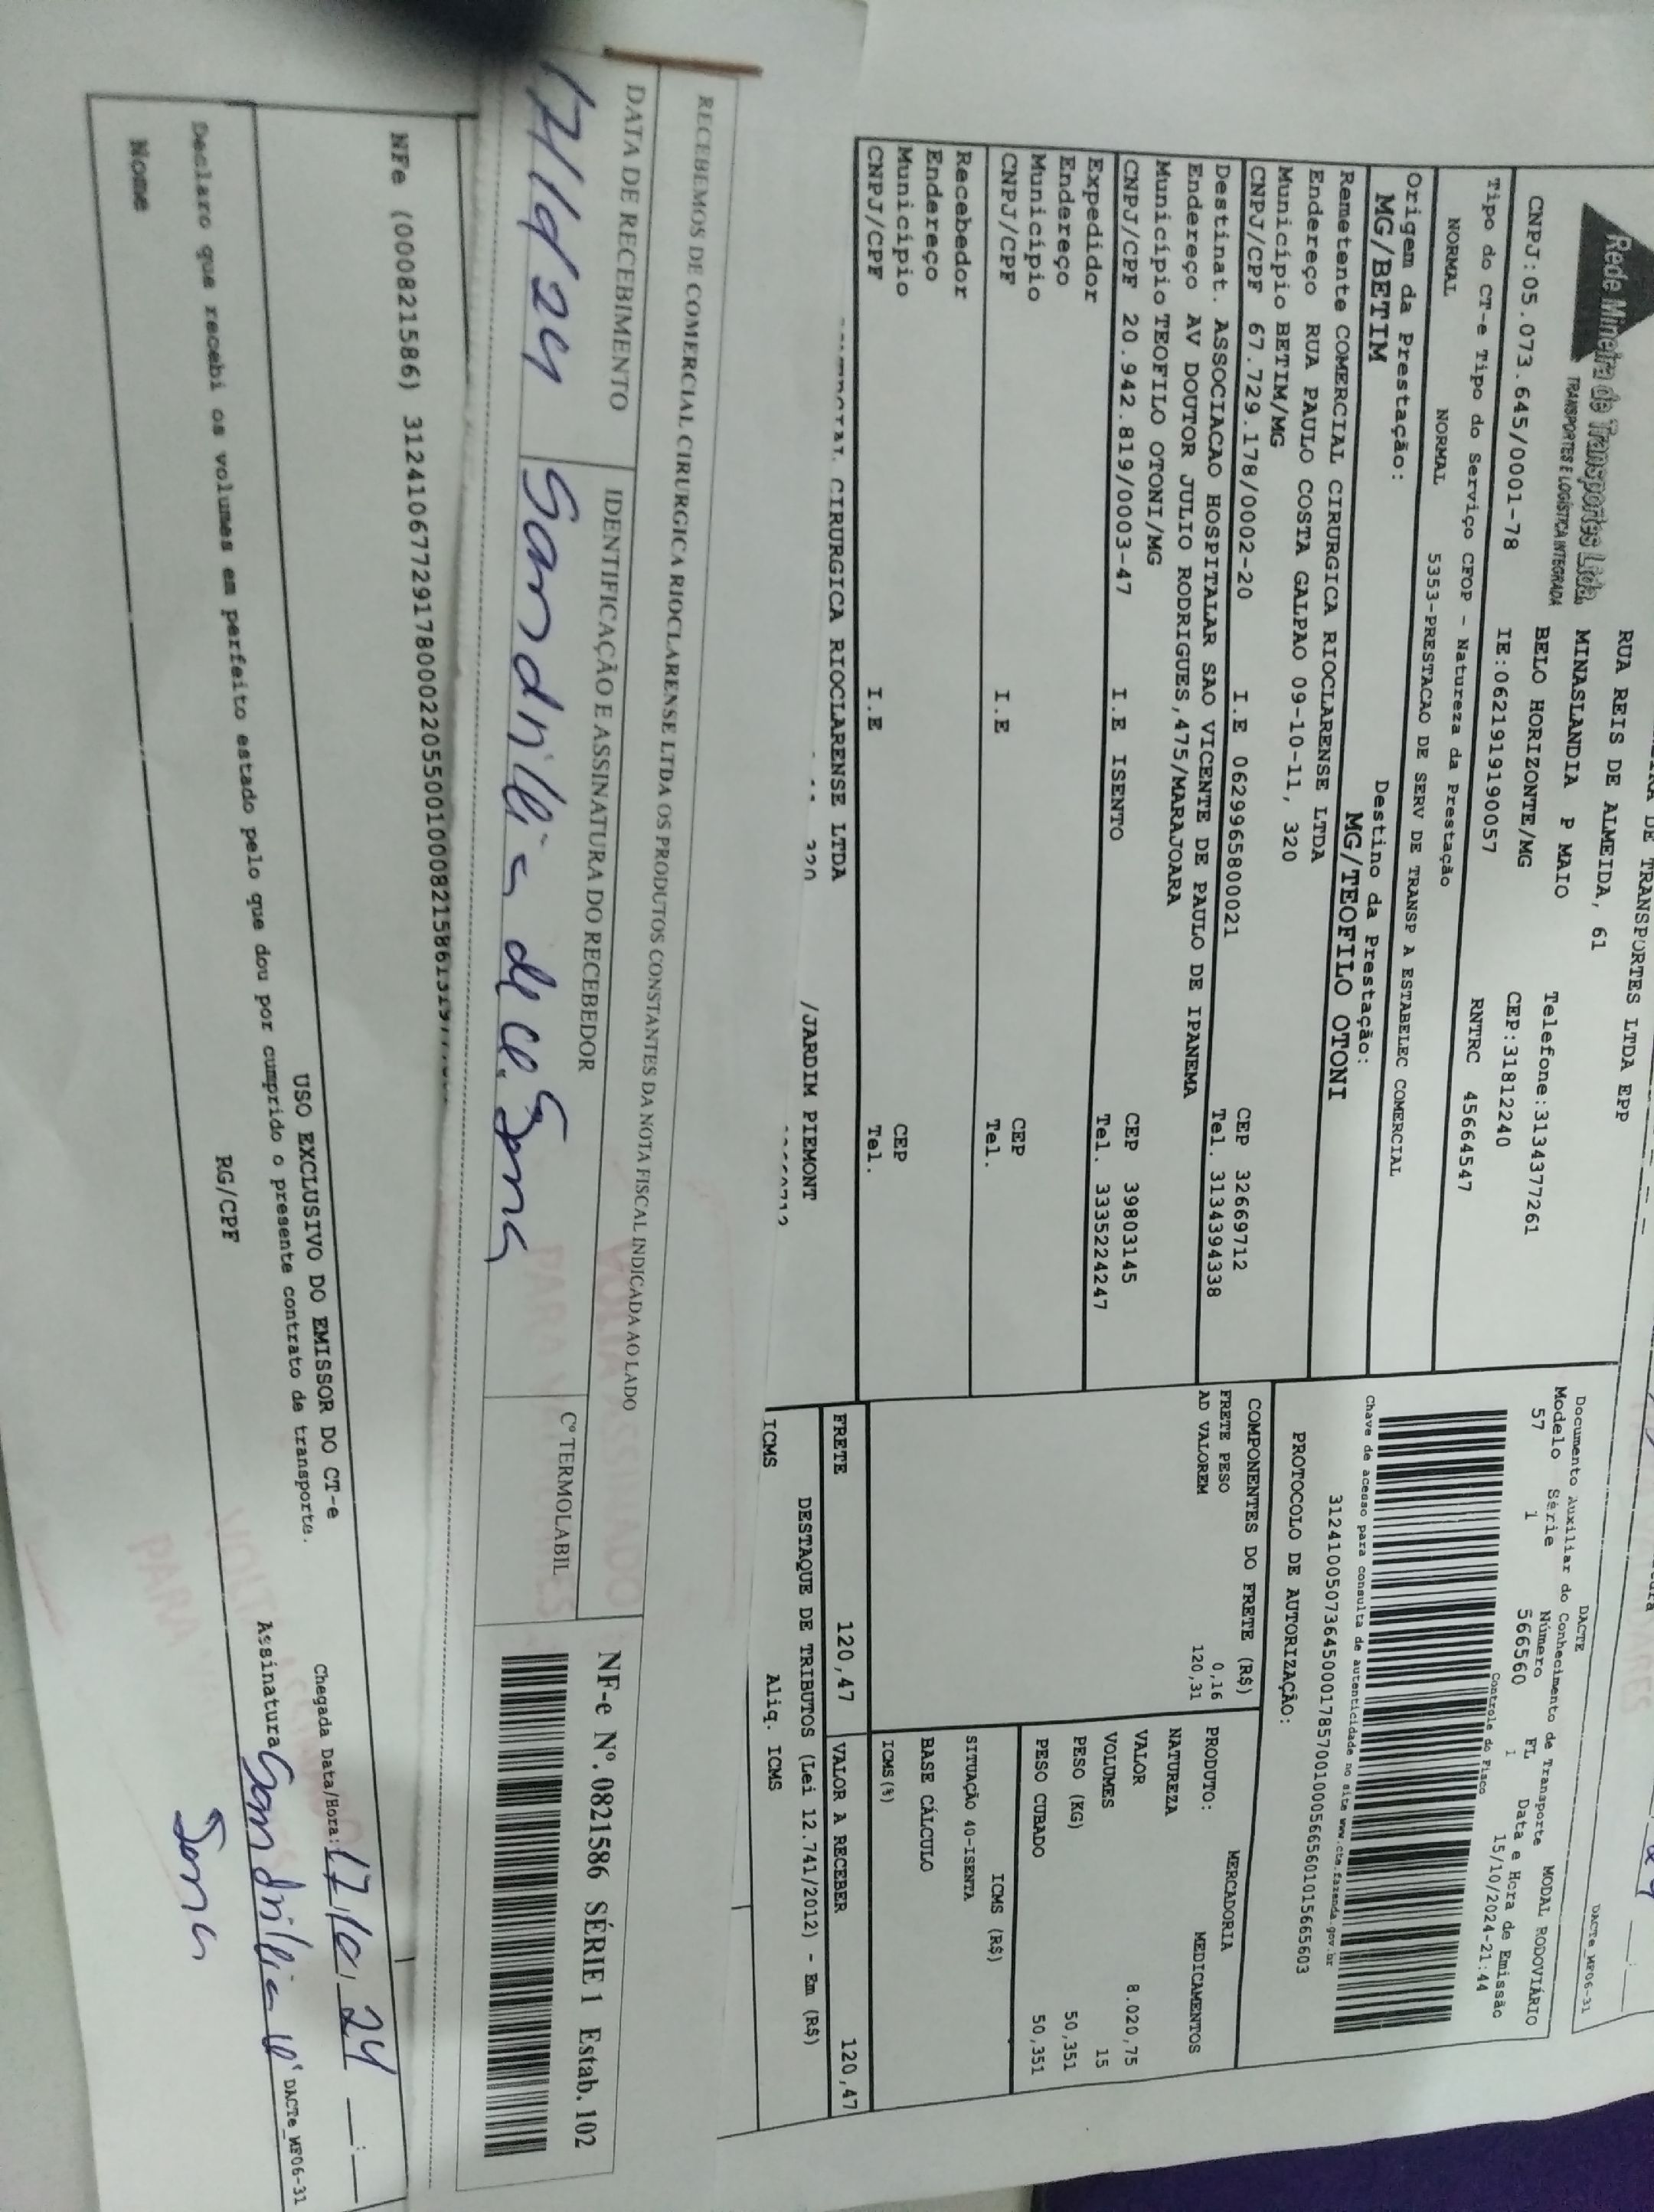 DE TRANSPORTES LTDA EPP
RUA REIS DE ALMEIDA, 61
MINASLANDIA P MAIO
BELO HORIZONTE/MG
Telefone:3134377261
CEP:31812240
Rede Mineira de Transportes Ltda.
TRANSPORTES E LOGÍSTICA INTEGRADA
CNPJ:05.073.645/0001-78 IE:0621919190057 RNTRC 45664547
Tipo do CT-e Tipo do Serviço CFOP - Natureza da Prestação
NORMAL NORMAL 5353-PRESTACAO DE SERV DE TRANSP A ESTABELEC COMERCIAL
Origem da Prestação: Destino da Prestação:
MG/BETIM MG/TEOFILO OTONI
DACTE DACTe_MF06-31
Documento Auxiliar do Conhecimento de Transporte MODAL RODOVIÁRIO
Modelo Série Número FL Data e Hora de Emissão
57 1 566560 1 15/10/2024-21:44
Controle do Fisco
Chave de acesso para consulta de autenticidade no site www.cte.fazenda.gov.br
PROTOCOLO DE AUTORIZAÇÃO:
Remetente COMERCIAL CIRURGICA RIOCLARENSE LTDA
Endereço RUA PAULO COSTA GALPAO 09-10-11, 320
Município BETIM/MG CEP 32669712
CNPJ/CPF 67.729.178/0002-20 I.E 0629965800021 Tel. 3134394338
Destinat. ASSOCIACAO HOSPITALAR SAO VICENTE DE PAULO DE IPANEMA
Endereço AV DOUTOR JULIO RODRIGUES,475/MARAJOARA
Município TEOFILO OTONI/MG CEP 39803145
CNPJ/CPF 20.942.819/0003-47 I.E ISENTO Tel. 3335224247
Expedidor
Endereço
Município CEP
CNPJ/CPF I.E Tel.
Recebedor
Endereço
Município CEP
CNPJ/CPF I.E Tel.
COMPONENTES DO FRETE (R$)
FRETE PESO 0,16
AD VALOREM 120,31
MERCADORIA
PRODUTO: MEDICAMENTOS
NATUREZA
VALOR 8.020,75
VOLUMES 15
PESO (KG) 50,351
PESO CUBADO 50,351
ICMS (R$)
SITUAÇÃO 40-ISENTA
BASE CÁLCULO
ICMS(%)
FRETE 120,47 VALOR A RECEBER 120,47
DESTAQUE DE TRIBUTOS (Lei 12.741/2012) - Em (R$)
ICMS Aliq. ICMS
CIRURGICA RIOCLARENSE LTDA
320 /JARDIM PIEMONT
RECEBEMOS DE COMERCIAL CIRURGICA RIOCLARENSE LTDA OS PRODUTOS CONSTANTES DA NOTA FISCAL INDICADA AO LADO
DATA DE RECEBIMENTO IDENTIFICAÇÃO E ASSINATURA DO RECEBEDOR
Cº TERMOLABIL
NF-e Nº. 0821586 SÉRIE 1 Estab. 102
USO EXCLUSIVO DO EMISSOR DO CT-e
Chegada Data/Hora: 17/10/24
Declaro que recebi os volumes em perfeito estado pelo que dou por cumprido o presente contrato de transporte.
Nome RG/CPF Assinatura
DACTe_MF06-31